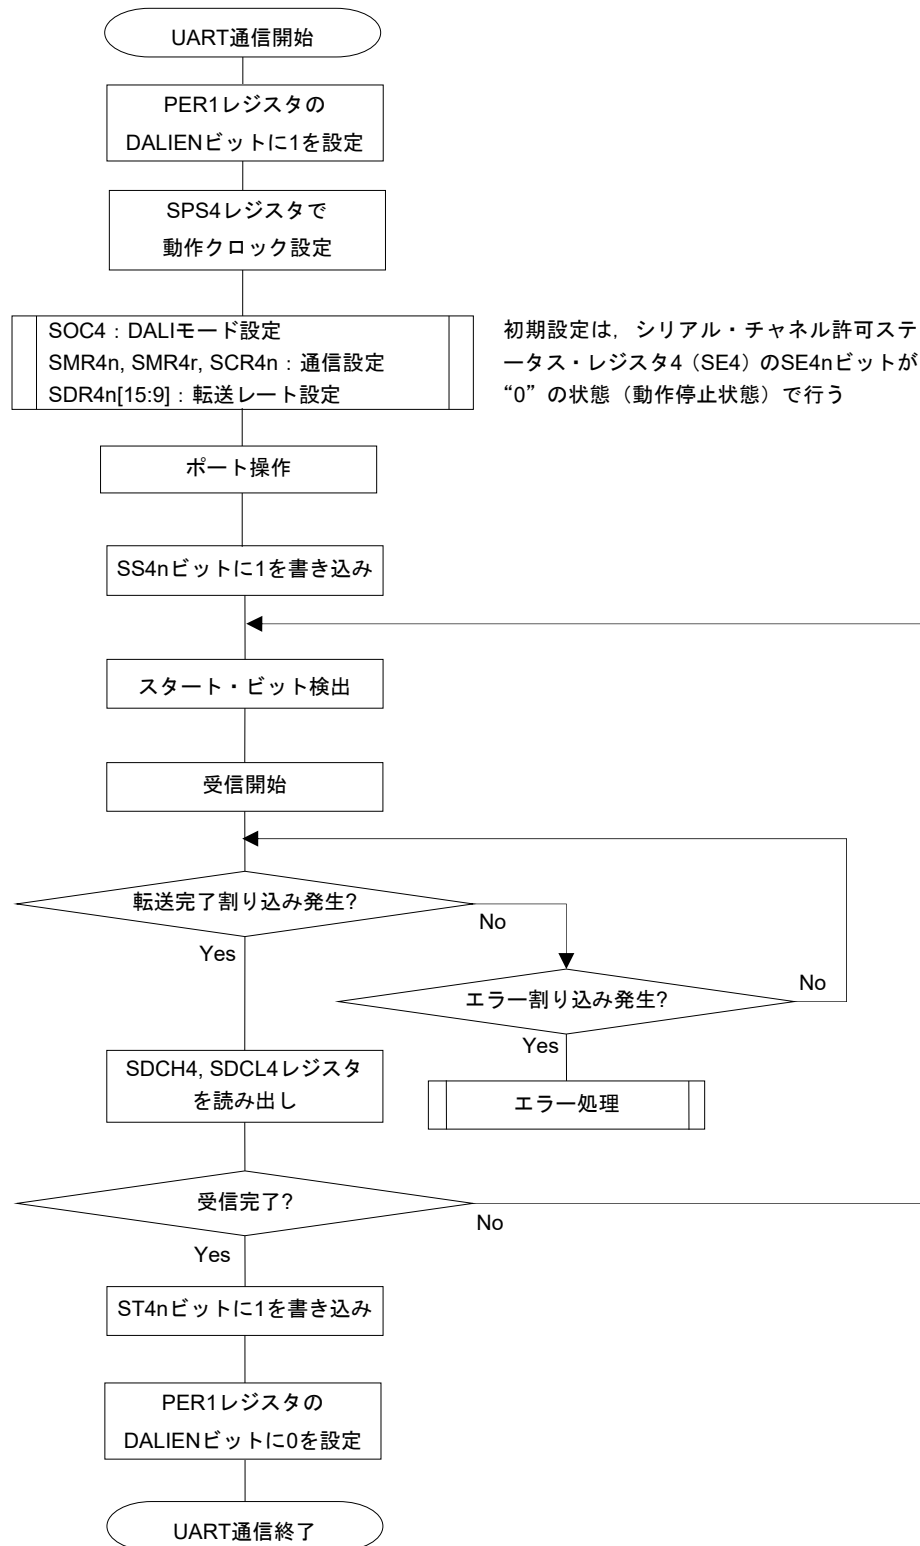 UART通信開始
PER1レジスタの
DALIENビットに1を設定
SPS4レジスタで
動作クロック設定
SOC4:DALIモード設定
SMR4n, SMR4r, SCR4n:通信設定
SDR4n[15:9]:転送レート設定
初期設定は，シリアル・チャネル許可ステ
ータス・レジスタ4（SE4）のSE4nビットが
“0”の状態（動作停止状態）で行う
ポート操作
SS4nビットに1を書き込み
スタート・ビット検出
受信開始
転送完了割り込み発生?
No
Yes
エラー割り込み発生?
No
Yes
SDCH4, SDCL4レジスタ
を読み出し
エラー処理
受信完了?
No
Yes
ST4nビットに1を書き込み
PER1レジスタの
DALIENビットに0を設定
UART通信終了